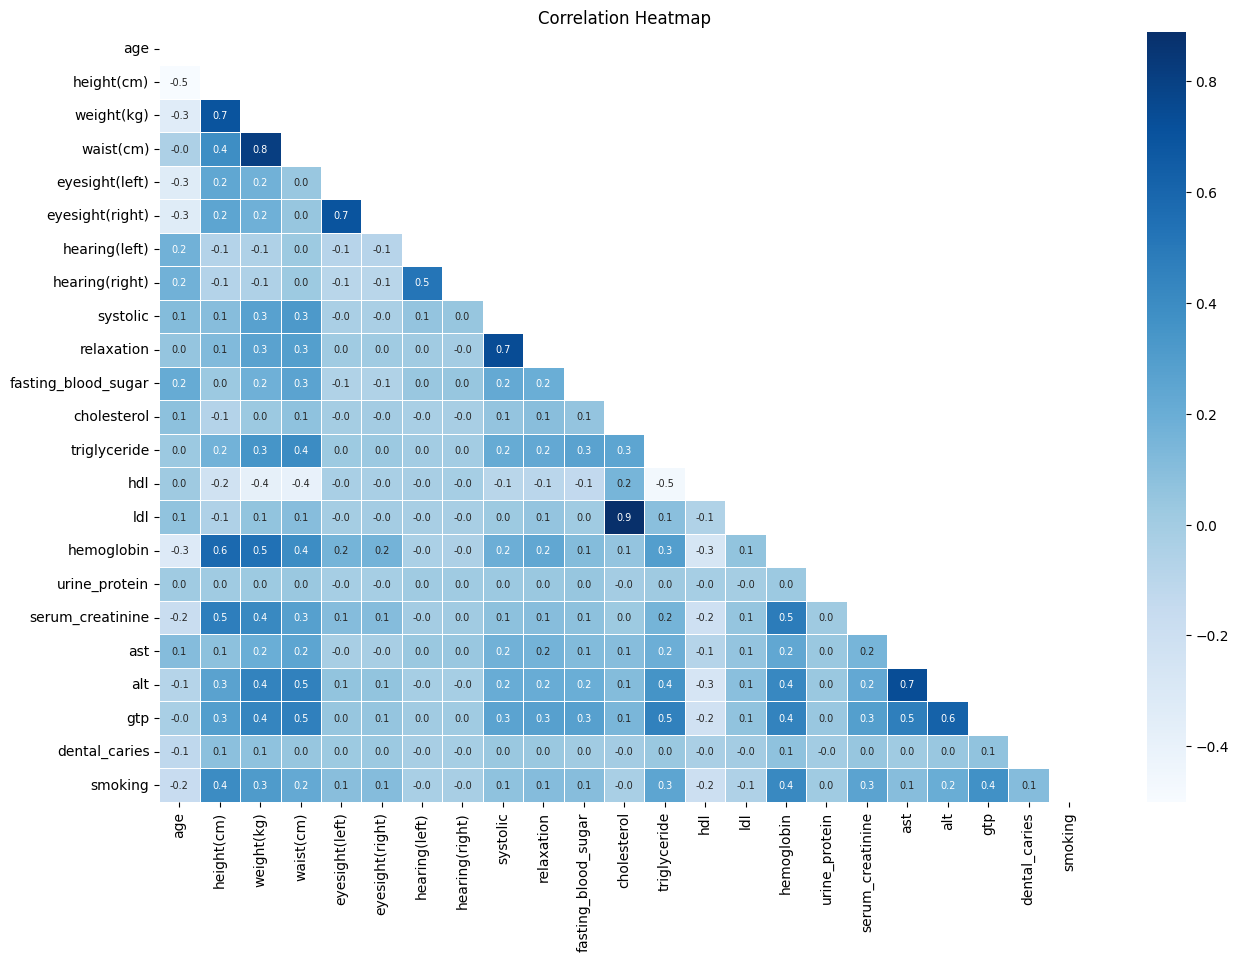 Correlation Heatmap
age
height(cm) -0.5
weight(kg) -0.3 0.7
waist(cm) -0.0 0.4 0.8
eyesight(left) -0.3 0.2 0.2 0.0
eyesight(right) -0.3 0.2 0.2 0.0 0.7
hearing(left) 0.2 -0.1 -0.1 0.0 -0.1 -0.1
hearing(right) 0.2 -0.1 -0.1 0.0 -0.1 -0.1 0.5
systolic 0.1 0.1 0.3 0.3 -0.0 -0.0 0.1 0.0
relaxation 0.0 0.1 0.3 0.3 0.0 0.0 0.0 -0.0 0.7
fasting_blood_sugar 0.2 0.0 0.2 0.3 -0.1 -0.1 0.0 0.0 0.2 0.2
cholesterol 0.1 -0.1 0.0 0.1 -0.0 -0.0 -0.0 -0.0 0.1 0.1 0.1
triglyceride 0.0 0.2 0.3 0.4 0.0 0.0 0.0 -0.0 0.2 0.2 0.3 0.3
hdl 0.0 -0.2 -0.4 -0.4 -0.0 -0.0 -0.0 -0.0 -0.1 -0.1 -0.1 0.2 -0.5
ldl 0.1 -0.1 0.1 0.1 -0.0 -0.0 -0.0 -0.0 0.0 0.1 0.0 0.9 0.1 -0.1
hemoglobin -0.3 0.6 0.5 0.4 0.2 0.2 -0.0 -0.0 0.2 0.2 0.1 0.1 0.3 -0.3 0.1
urine_protein 0.0 0.0 0.0 0.0 -0.0 -0.0 0.0 0.0 0.0 0.0 0.0 -0.0 0.0 -0.0 -0.0 0.0
serum_creatinine -0.2 0.5 0.4 0.3 0.1 0.1 -0.0 -0.0 0.1 0.1 0.1 0.0 0.2 -0.2 0.1 0.5 0.0
ast 0.1 0.1 0.2 0.2 -0.0 -0.0 0.0 0.0 0.2 0.2 0.1 0.1 0.2 -0.1 0.1 0.2 0.0 0.2
alt -0.1 0.3 0.4 0.5 0.1 0.1 -0.0 -0.0 0.2 0.2 0.2 0.1 0.4 -0.3 0.1 0.4 0.0 0.2 0.7
gtp -0.0 0.3 0.4 0.5 0.0 0.1 0.0 0.0 0.3 0.3 0.3 0.1 0.5 -0.2 0.1 0.4 0.0 0.3 0.5 0.6
dental_caries -0.1 0.1 0.1 0.0 0.0 0.0 -0.0 -0.0 0.0 0.0 0.0 -0.0 0.0 -0.0 -0.0 0.1 -0.0 0.0 0.0 0.0 0.1
smoking -0.2 0.4 0.3 0.2 0.1 0.1 -0.0 -0.0 0.1 0.1 0.1 -0.0 0.3 -0.2 -0.1 0.4 0.0 0.3 0.1 0.2 0.4 0.1
age
height(cm)
weight(kg)
waist(cm)
eyesight(left)
eyesight(right)
hearing(left)
hearing(right)
systolic
relaxation
fasting_blood_sugar
cholesterol
triglyceride
hdl
ldl
hemoglobin
urine_protein
serum_creatinine
ast
alt
gtp
dental_caries
smoking
0.8
0.6
0.4
0.2
0.0
−0.2
−0.4